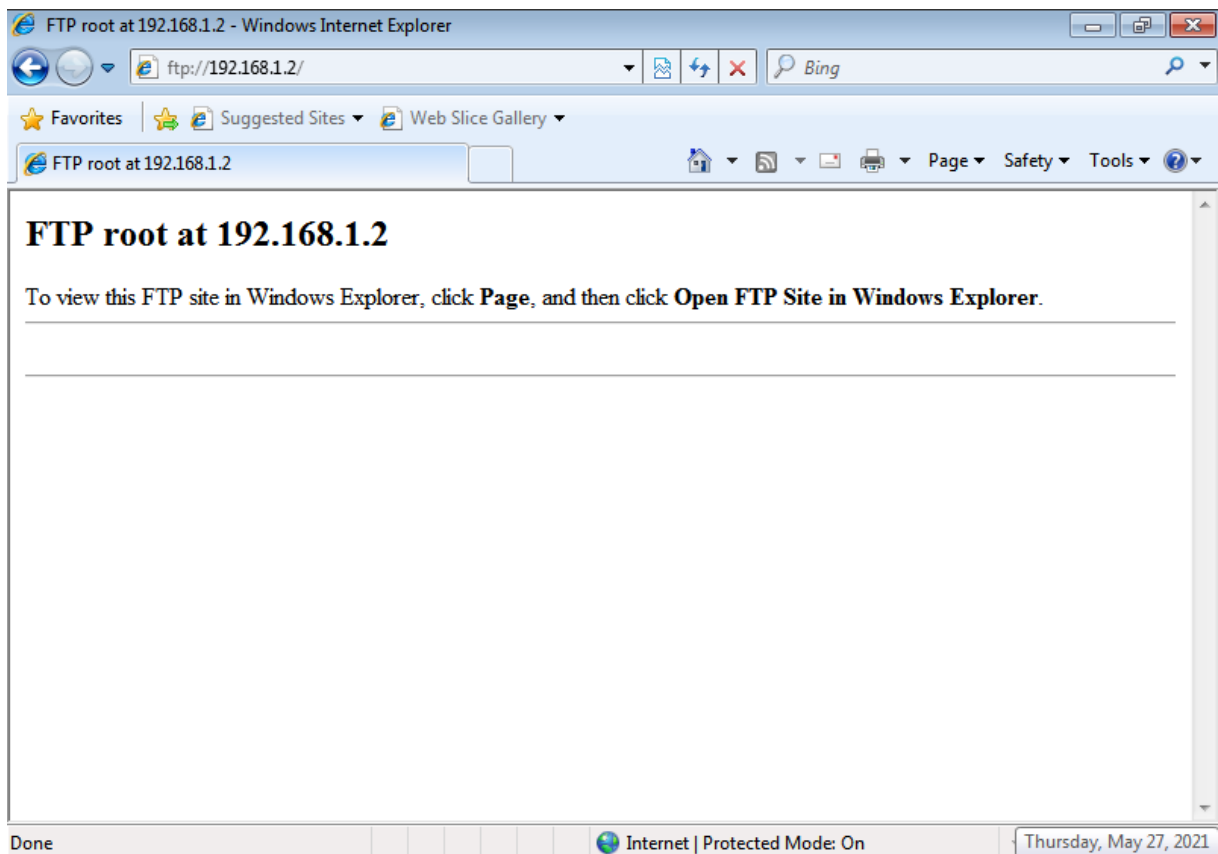 FTP root at 192.168.1.2 - Windows Internet Explorer
ftp://192.168.1.2/ Bing
Favorites Suggested Sites Web Slice Gallery
FTP root at 192.168.1.2 Page Safety Tools
FTP root at 192.168.1.2
To view this FTP site in Windows Explorer, click Page, and then click Open FTP Site in Windows Explorer.
Done Internet | Protected Mode: On Thursday, May 27, 2021